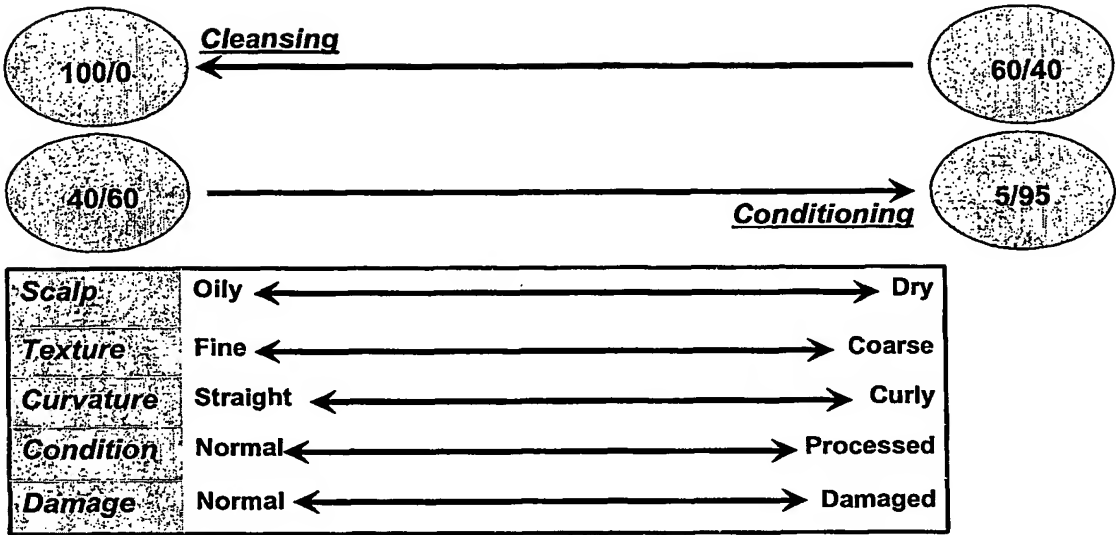 Cleansing
100/0
60/40
40/60
5/95
Conditioning
Scalp Oily Dry
Texture Fine Coarse
Curvature Straight Curly
Condition Normal Processed
Damage Normal Damaged